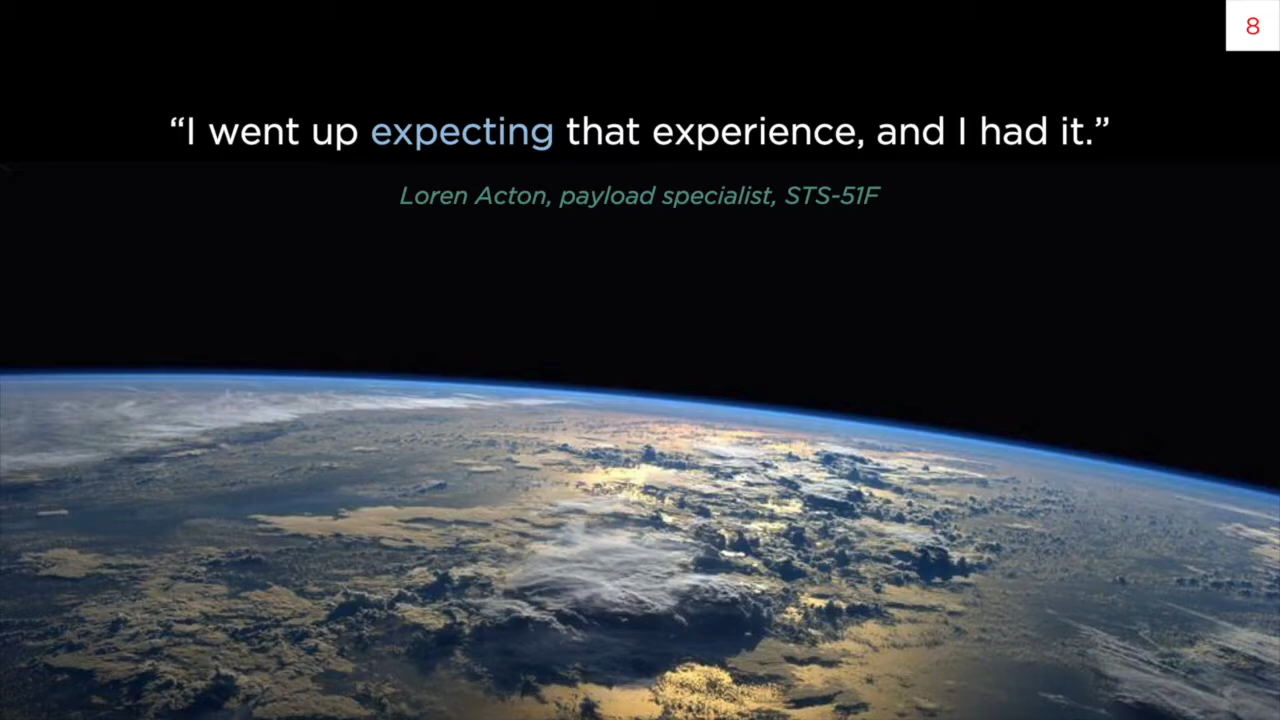 8
“I went up expecting that experience, and I had it.”
Loren Acton, payload specialist, STS-51F